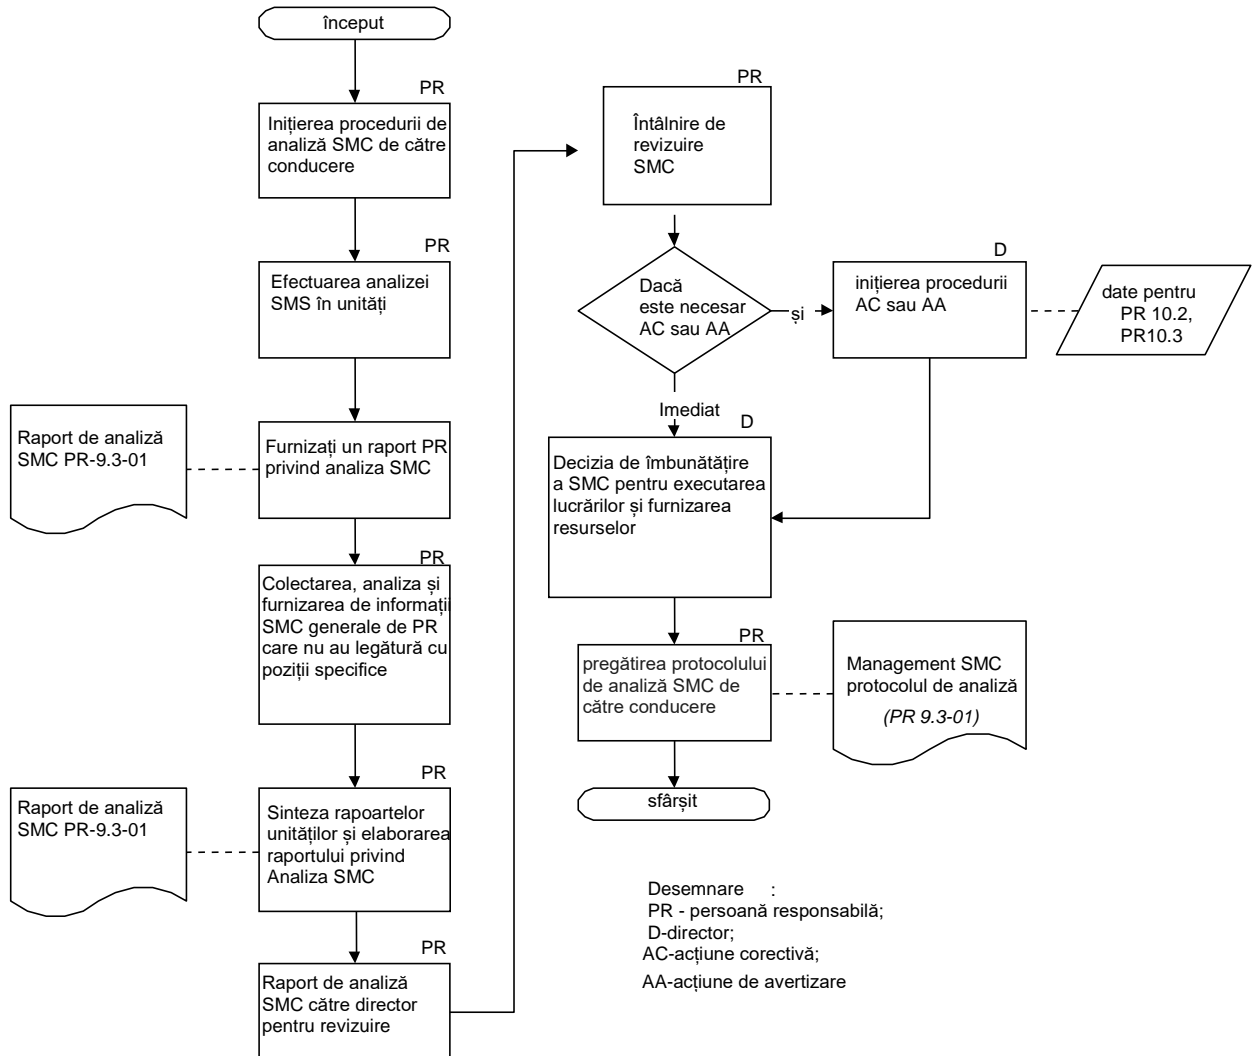 început
PR
Inițierea procedurii de
analiză SMC de către
conducere
PR
Efectuarea analizei
SMS în unități
Raport de analiză
SMC PR-9.3-01
Furnizați un raport PR
privind analiza SMC
PR
Colectarea, analiza și
furnizarea de informații
SMC generale de PR
care nu au legătură cu
poziții specifice
PR
Raport de analiză
SMC PR-9.3-01
Sinteza rapoartelor
unităților și elaborarea
raportului privind
Analiza SMC
PR
Raport de analiză
SMC către director
pentru revizuire
PR
Întâlnire de
revizuire
SMC
Dacă
este necesar
AC sau AA
și
D
inițierea procedurii
AC sau AA
date pentru
PR 10.2,
PR10.3
Imediat
D
Decizia de îmbunătățire
a SMC pentru executarea
lucrărilor și furnizarea
resurselor
PR
pregătirea protocolului
de analiză SMC de
către conducere
Management SMC
protocolul de analiză
(PR 9.3-01)
sfârșit
Desemnare :
PR - persoană responsabilă;
D-director;
AC-acțiune corectivă;
AA-acțiune de avertizare